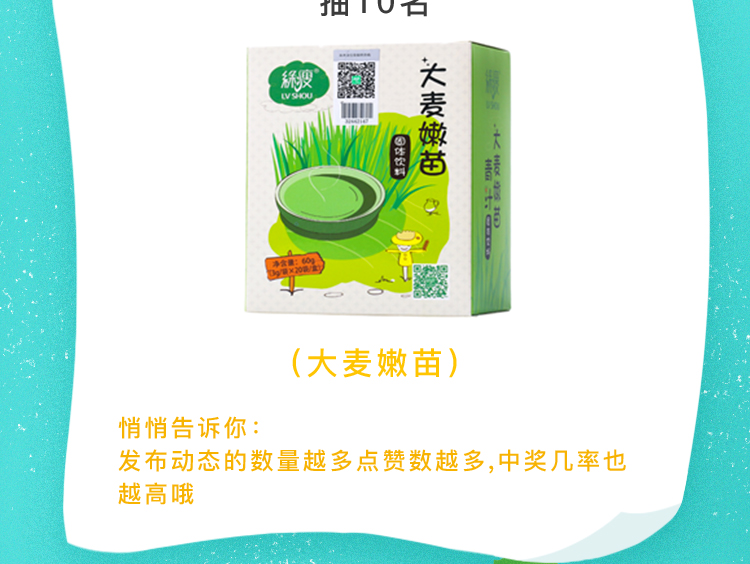 抽10名
绿瘦®
LV SHOU
大麦嫩苗
固体饮料
净含量：60g
(3g/袋×20袋/盒)
大麦嫩苗
青汁
(大麦嫩苗)
悄悄告诉你：
发布动态的数量越多点赞数越多,中奖几率也
越高哦